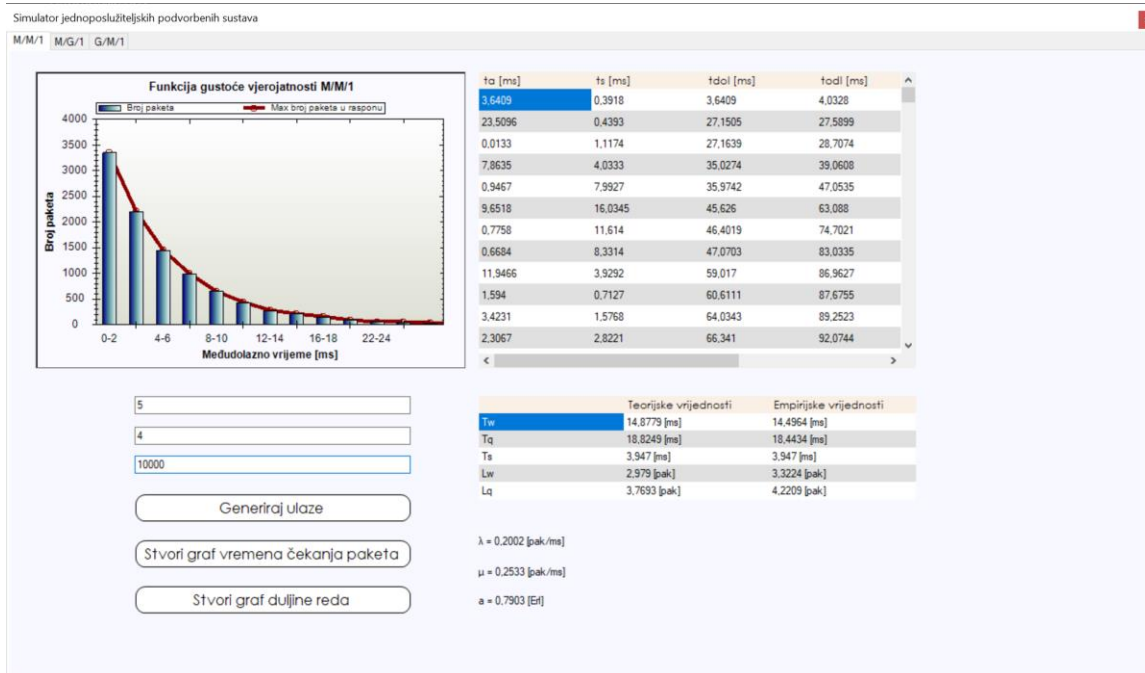 Simulator jednoposlužiteljskih podvorbenih sustava
M/M/1 M/G/1 G/M/1
Funkcija gustoće vjerojatnosti M/M/1
Broj paketa Max broj paketa u rasponu
4000
3500
3000
2500
2000
1500
1000
500
0
Broj paketa
0-2 4-6 8-10 12-14 16-18 22-24
Međudolazno vrijeme [ms]
ta [ms] ts [ms] tdol [ms] todl [ms]
3,6409 0,3918 3,6409 4,0328
23,5096 0,4393 27,1505 27,5899
0,0133 1,1174 27,1639 28,7074
7,8635 4,0333 35,0274 39,0608
0,9467 7,9927 35,9742 47,0535
9,6518 16,0345 45,626 63,088
0,7758 11,614 46,4019 74,7021
0,6684 8,3314 47,0703 83,0335
11,9466 3,9292 59,017 86,9627
1,594 0,7127 60,6111 87,6755
3,4231 1,5768 64,0343 89,2523
2,3067 2,8221 66,341 92,0744
5
4
10000
Generiraj ulaze
Stvori graf vremena čekanja paketa
Stvori graf duljine reda
Teorijske vrijednosti Empirijske vrijednosti
Tw 14,8779 [ms] 14,4964 [ms]
Tq 18,8249 [ms] 18,4434 [ms]
Ts 3,947 [ms] 3,947 [ms]
Lw 2,979 [pak] 3,3224 [pak]
Lq 3,7693 [pak] 4,2209 [pak]
λ = 0,2002 [pak/ms]
μ = 0,2533 [pak/ms]
a = 0,7903 [Erl]